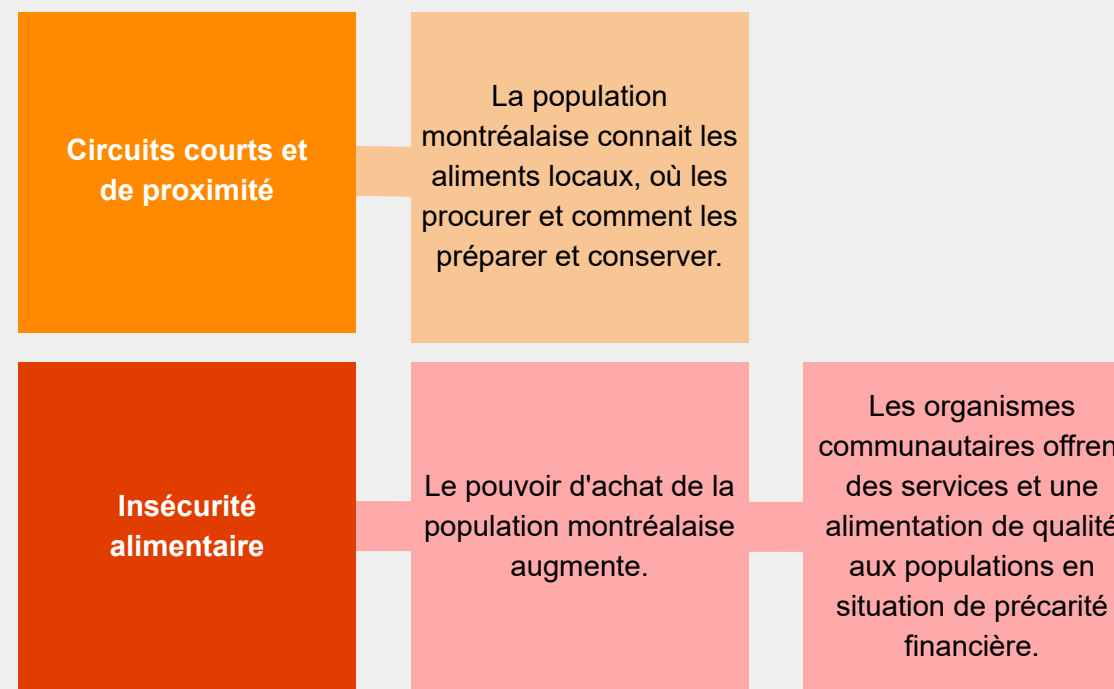 Circuits courts et
de proximité
La population
montréalaise connait les
aliments locaux, où les
procurer et comment les
préparer et conserver.
Insécurité
alimentaire
Le pouvoir d'achat de la
population montréalaise
augmente.
Les organismes
communautaires offren
des services et une
alimentation de qualité
aux populations en
situation de précarité
financière.